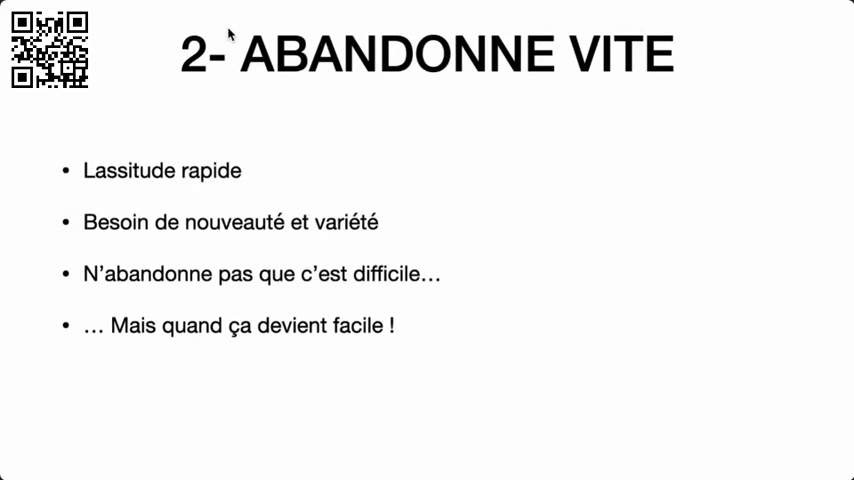 2- ABANDONNE VITE
• Lassitude rapide
• Besoin de nouveauté et variété
• N’abandonne pas que c’est difficile…
• … Mais quand ça devient facile !